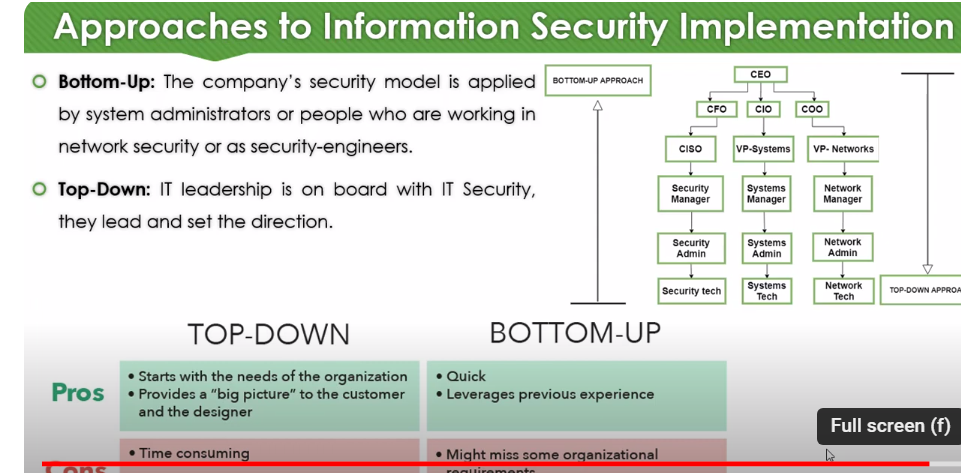 Approaches to Information Security Implementation
Bottom-Up: The company's security model is applied
by system administrators or people who are working in
network security or as security-engineers.
Top-Down: IT leadership is on board with IT Security,
they lead and set the direction.
BOTTOM-UP APPROACH
CEO
CFO CIO COO
CISO VP-Systems VP- Networks
Security Systems Network
Manager Manager Manager
Security Systems Network
Admin Admin Admin
Security tech Systems Network
Tech Tech
TOP-DOWN APPROA
TOP-DOWN BOTTOM-UP
Pros
• Starts with the needs of the organization
• Provides a "big picture" to the customer
and the designer
• Quick
• Leverages previous experience
Full screen (f)
Cons
• Time consuming
• Might miss some organizational
requirements